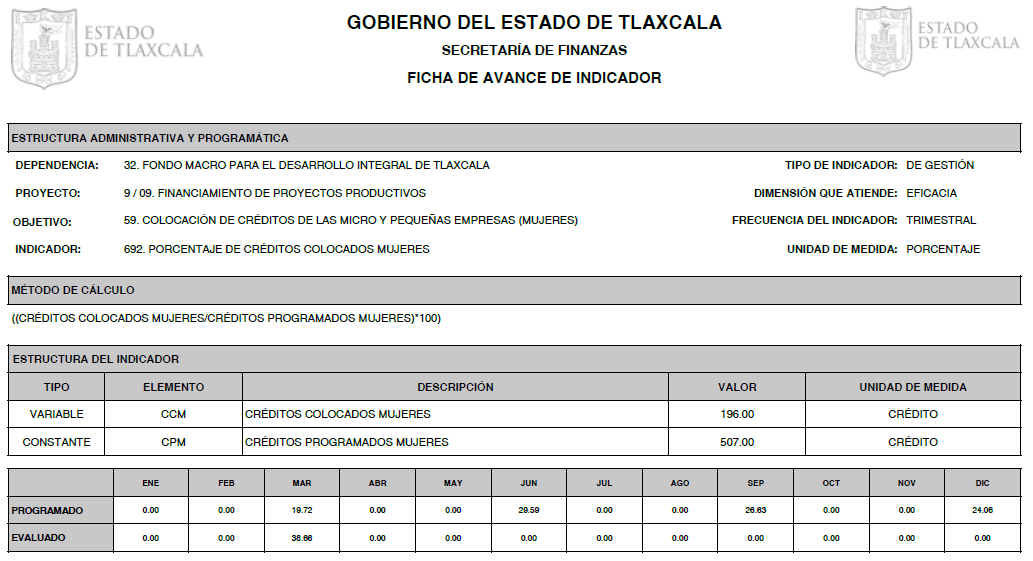 ESTADO
DE TLAXCALA
GOBIERNO DEL ESTADO DE TLAXCALA
SECRETARÍA DE FINANZAS
FICHA DE AVANCE DE INDICADOR
ESTADO
DE TLAXCALA
ESTRUCTURA ADMINISTRATIVA Y PROGRAMÁTICA
DEPENDENCIA: 32. FONDO MACRO PARA EL DESARROLLO INTEGRAL DE TLAXCALA TIPO DE INDICADOR: DE GESTIÓN
PROYECTO: 9 / 09. FINANCIAMIENTO DE PROYECTOS PRODUCTIVOS DIMENSIÓN QUE ATIENDE: EFICACIA
OBJETIVO: 59. COLOCACIÓN DE CRÉDITOS DE LAS MICRO Y PEQUEÑAS EMPRESAS (MUJERES) FRECUENCIA DEL INDICADOR: TRIMESTRAL
INDICADOR: 692. PORCENTAJE DE CRÉDITOS COLOCADOS MUJERES UNIDAD DE MEDIDA: PORCENTAJE
MÉTODO DE CÁLCULO
((CRÉDITOS COLOCADOS MUJERES/CRÉDITOS PROGRAMADOS MUJERES)*100)
ESTRUCTURA DEL INDICADOR
TIPO ELEMENTO DESCRIPCIÓN VALOR UNIDAD DE MEDIDA
VARIABLE CCM CRÉDITOS COLOCADOS MUJERES 196.00 CRÉDITO
CONSTANTE CPM CRÉDITOS PROGRAMADOS MUJERES 507.00 CRÉDITO
ENE FEB MAR ABR MAY JUN JUL AGO SEP OCT NOV DIC
PROGRAMADO 0.00 0.00 19.72 0.00 0.00 29.59 0.00 0.00 26.63 0.00 0.00 24.06
EVALUADO 0.00 0.00 38.66 0.00 0.00 0.00 0.00 0.00 0.00 0.00 0.00 0.00